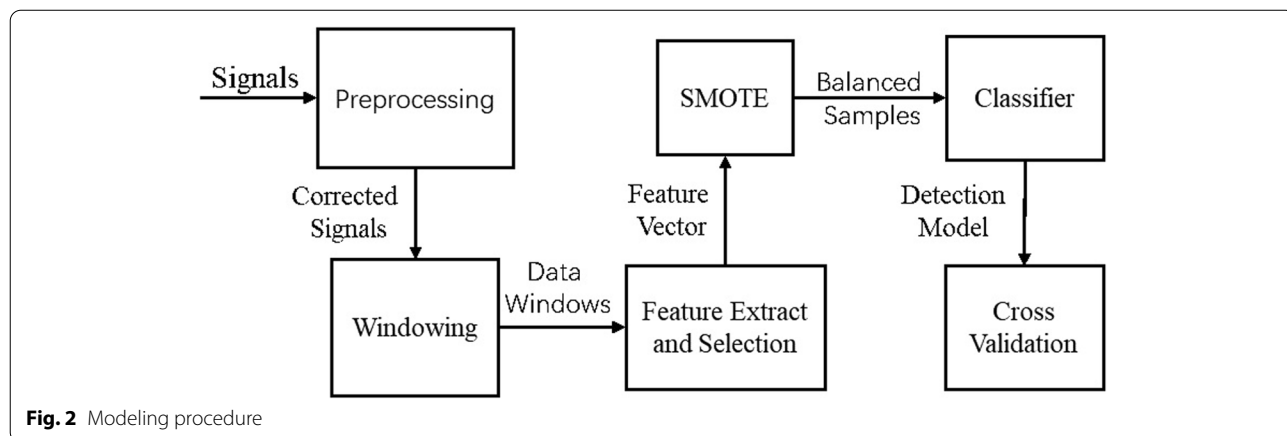 Signals
Preprocessing
Corrected
Signals
Windowing
Data
Windows
Feature Extract
and Selection
Feature
Vector
SMOTE
Balanced
Samples
Classifier
Detection
Model
Cross
Validation
Fig. 2 Modeling procedure